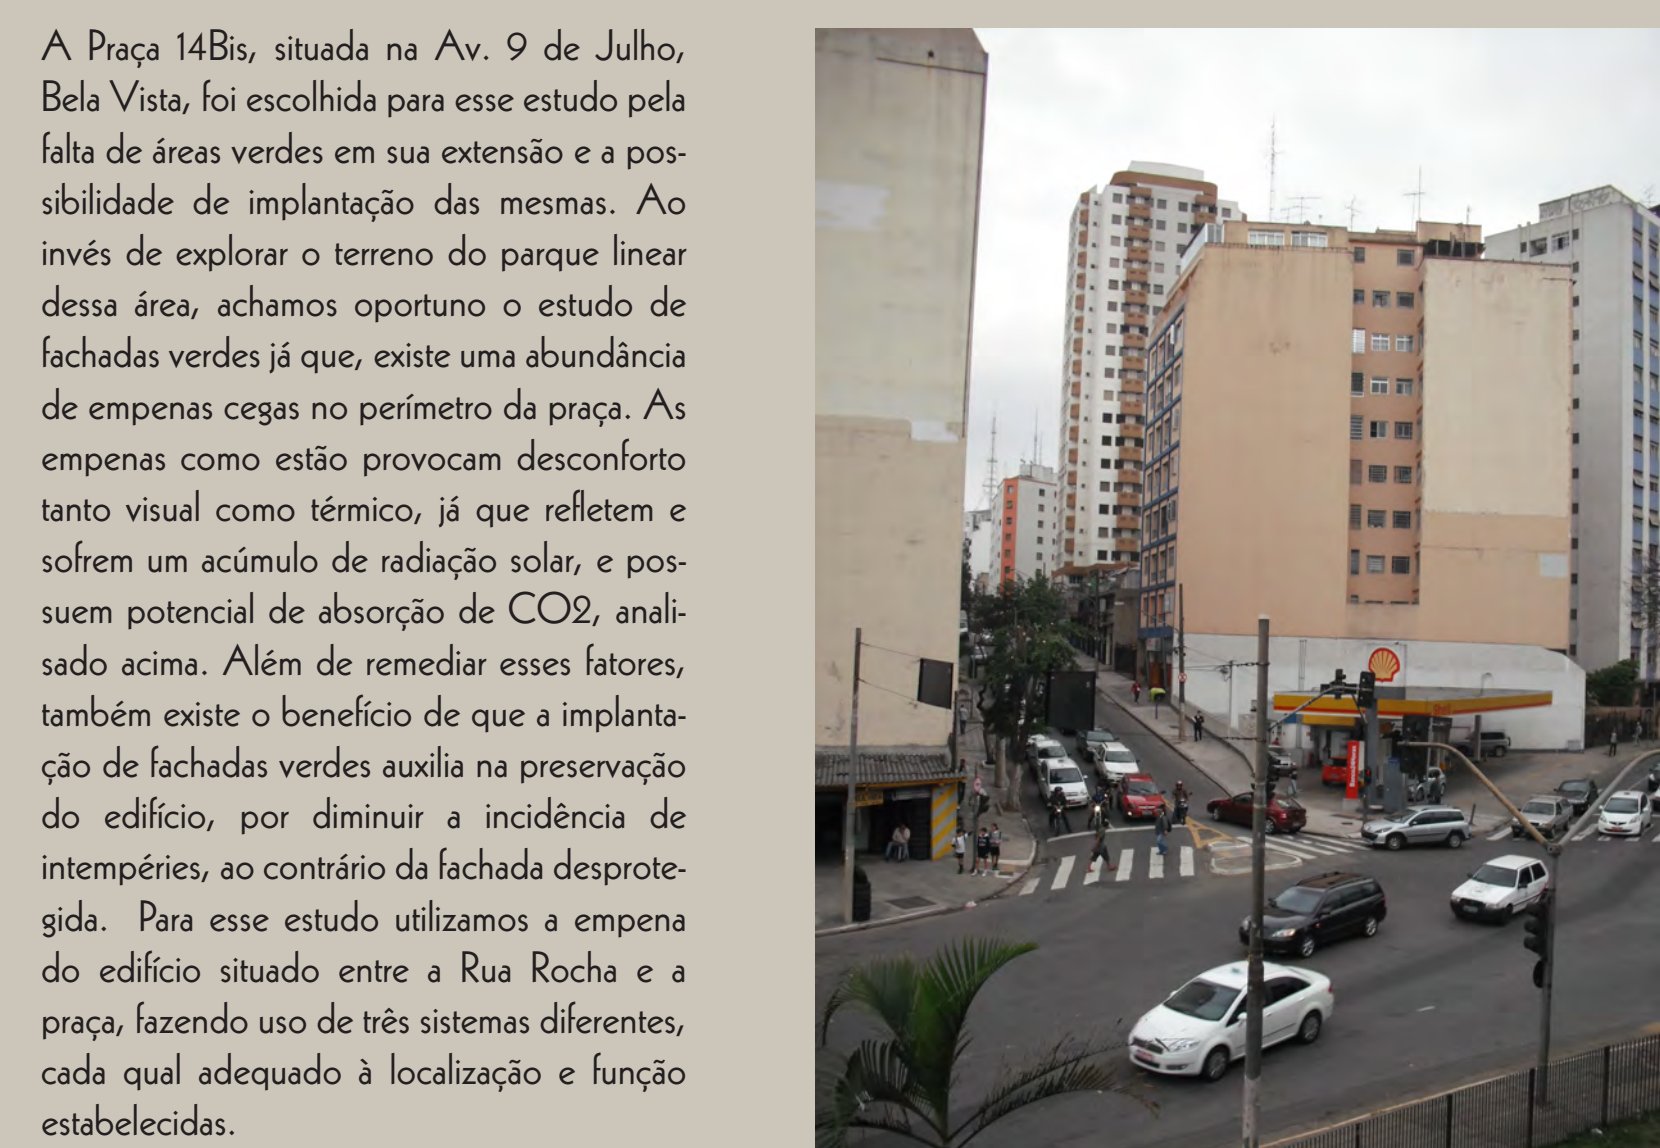 A Praça 14Bis, situada na Av. 9 de Julho,
Bela Vista, foi escolhida para esse estudo pela
falta de áreas verdes em sua extensão e a pos-
sibilidade de implantação das mesmas. Ao
invés de explorar o terreno do parque linear
dessa área, achamos oportuno o estudo de
fachadas verdes já que, existe uma abundância
de empenas cegas no perímetro da praça. As
empenas como estão provocam desconforto
tanto visual como térmico, já que refletem e
sofrem um acúmulo de radiação solar, e pos-
suem potencial de absorção de CO2, anali-
sado acima. Além de remediar esses fatores,
também existe o benefício de que a implanta-
ção de fachadas verdes auxilia na preservação
do edifício, por diminuir a incidência de
intempéries, ao contrário da fachada desprote-
gida. Para esse estudo utilizamos a empena
do edifício situado entre a Rua Rocha e a
praça, fazendo uso de três sistemas diferentes,
cada qual adequado à localização e função
estabelecidas.
Shell